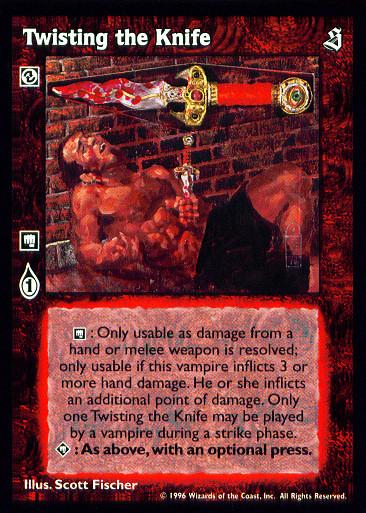 Twisting the Knife
1
: Only usable as damage from a
hand or melee weapon is resolved;
only usable if this vampire inflicts 3 or
more hand damage. He or she inflicts
an additional point of damage. Only
one Twisting the Knife may be played
by a vampire during a strike phase.
: As above, with an optional press.
Illus. Scott Fischer
© 1996 Wizards of the Coast, Inc. All Rights Reserved.